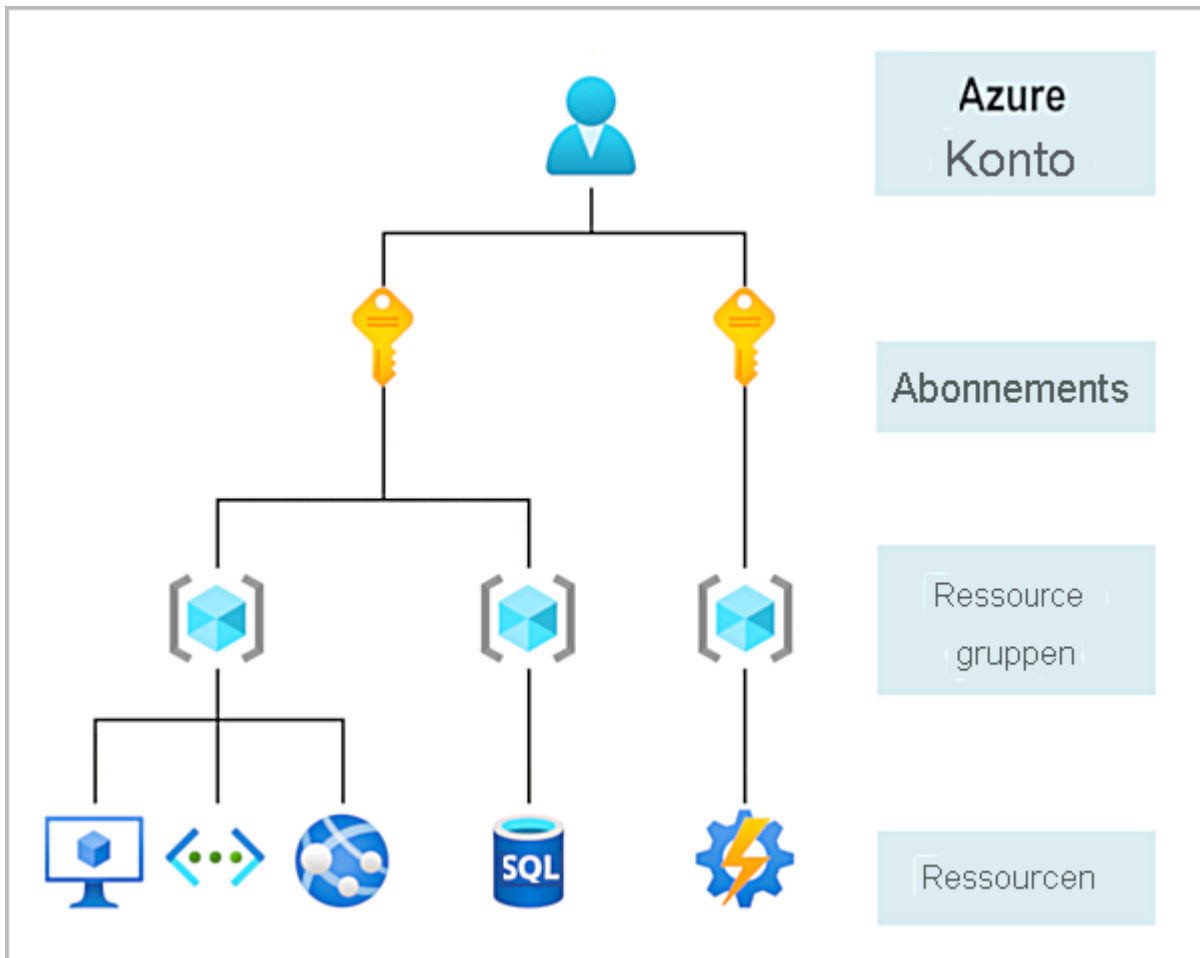 Azure
Konto
Abonnements
Ressource
gruppen
SQL
Ressourcen